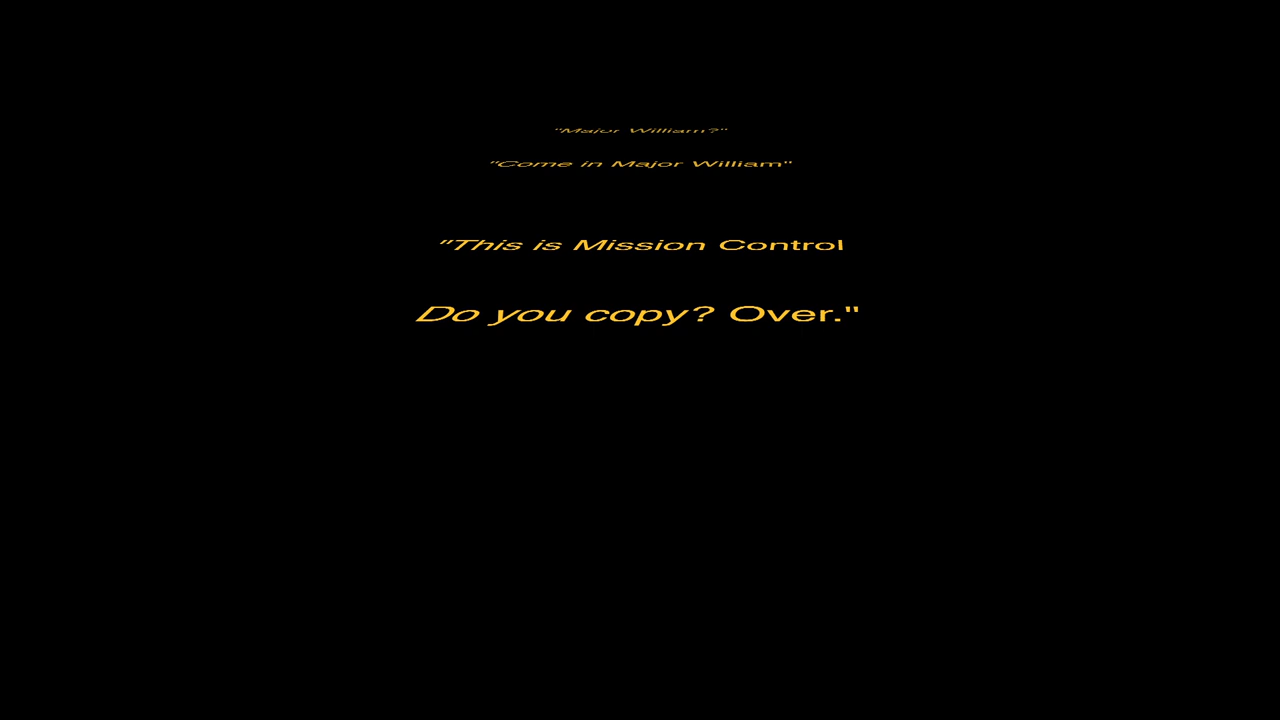 "Major William?"
"Come in Major William"
"This is Mission Control
Do you copy? Over."